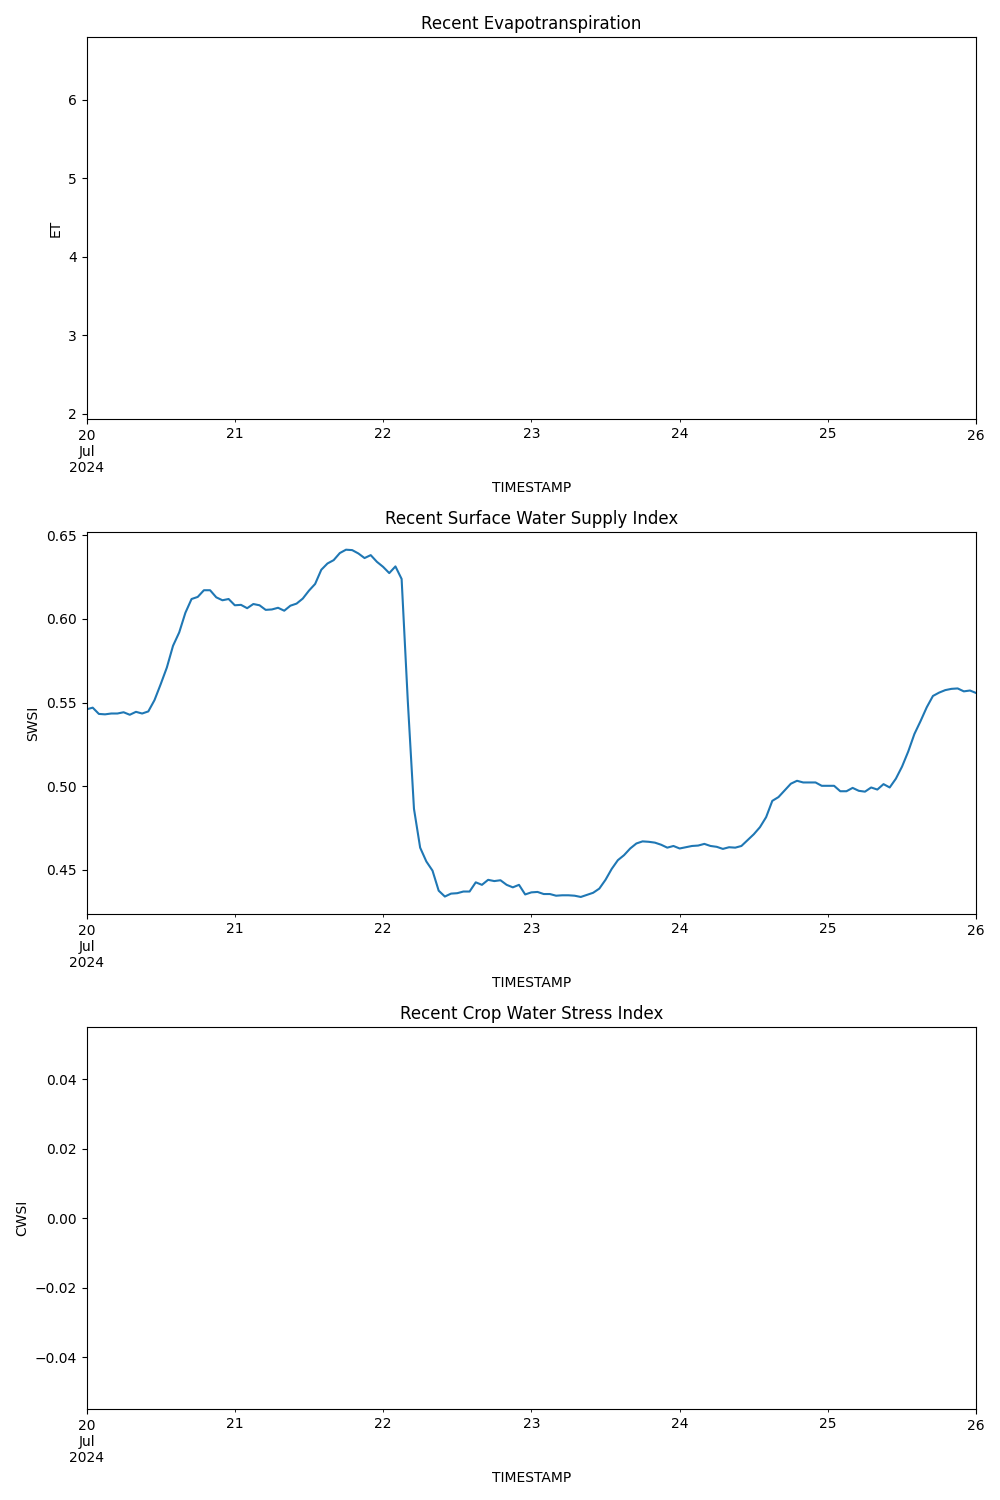 Recent Evapotranspiration
6
5
4
3
2
ET
20 21 22 23 24 25 26
Jul
2024
TIMESTAMP
Recent Surface Water Supply Index
0.65
0.60
0.55
0.50
0.45
SWSI
20 21 22 23 24 25 26
Jul
2024
TIMESTAMP
Recent Crop Water Stress Index
0.04
0.02
0.00
−0.02
−0.04
CWSI
20 21 22 23 24 25 26
Jul
2024
TIMESTAMP